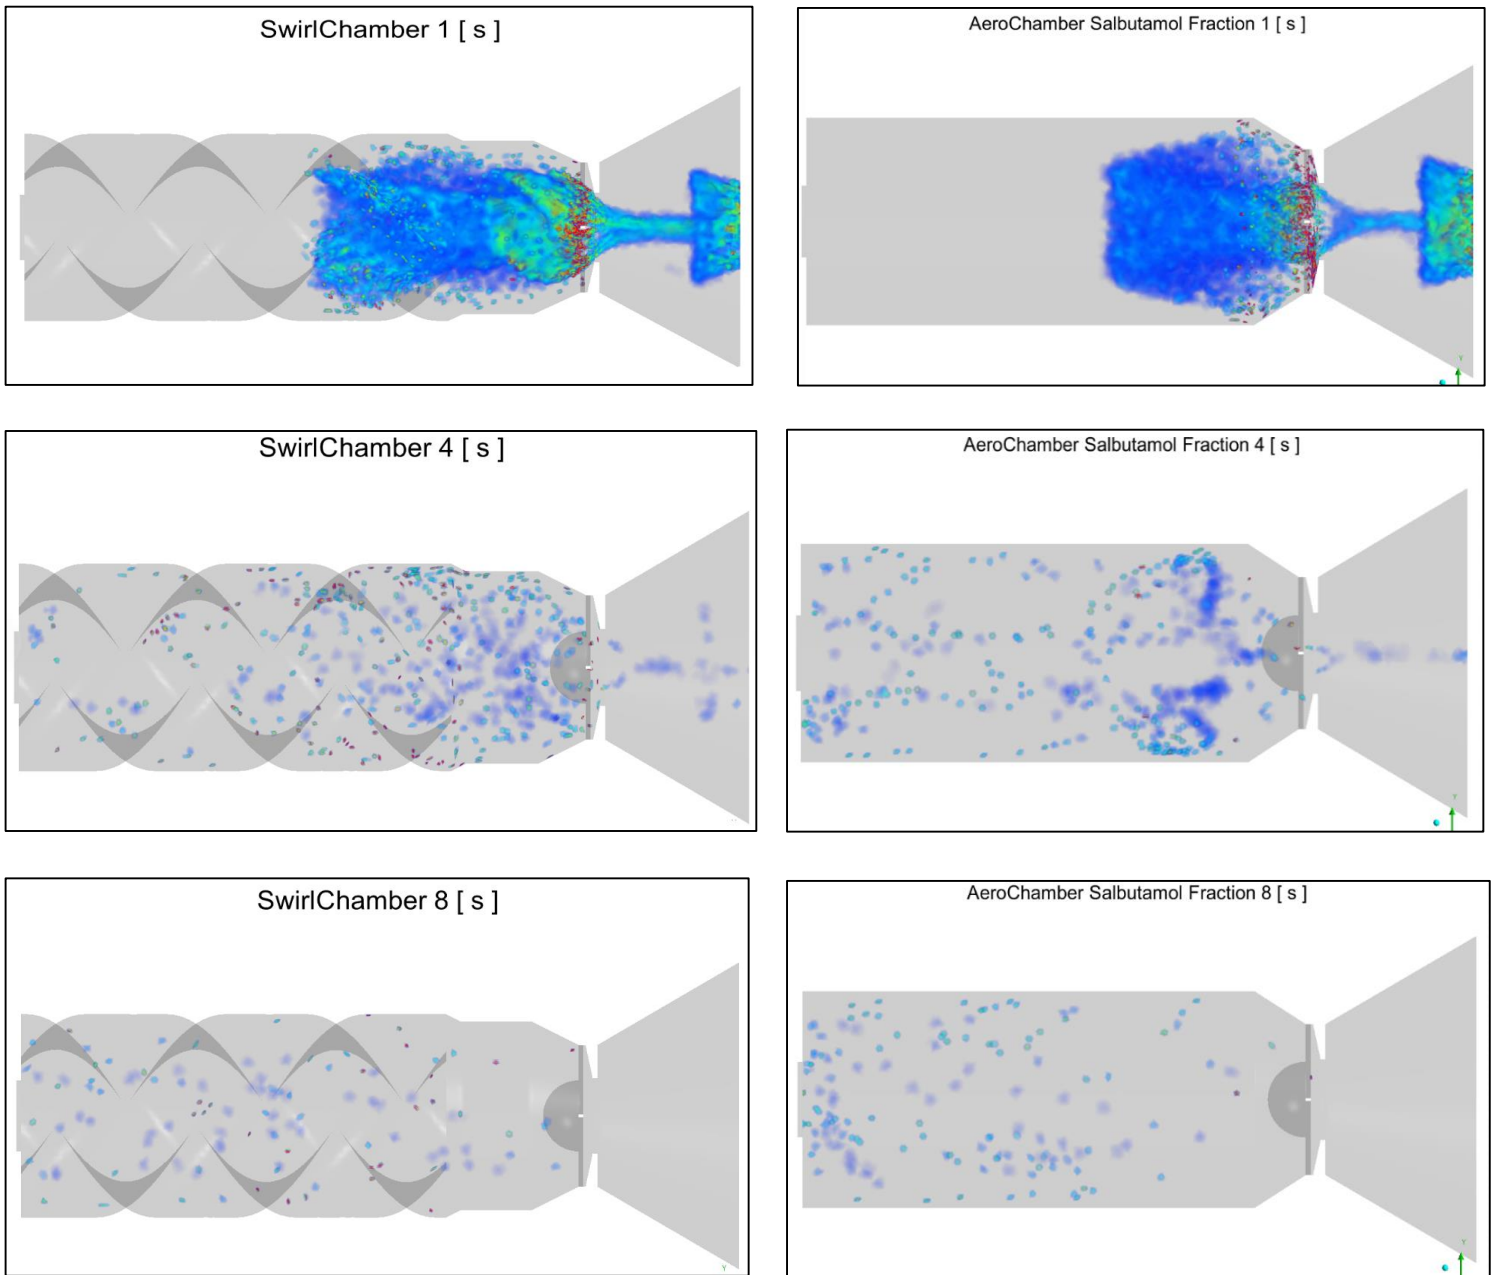 SwirlChamber 1 [ s ]
AeroChamber Salbutamol Fraction 1 [ s ]
Y
SwirlChamber 4 [ s ]
AeroChamber Salbutamol Fraction 4 [ s ]
Y
SwirlChamber 8 [ s ]
AeroChamber Salbutamol Fraction 8 [ s ]
Y
Y